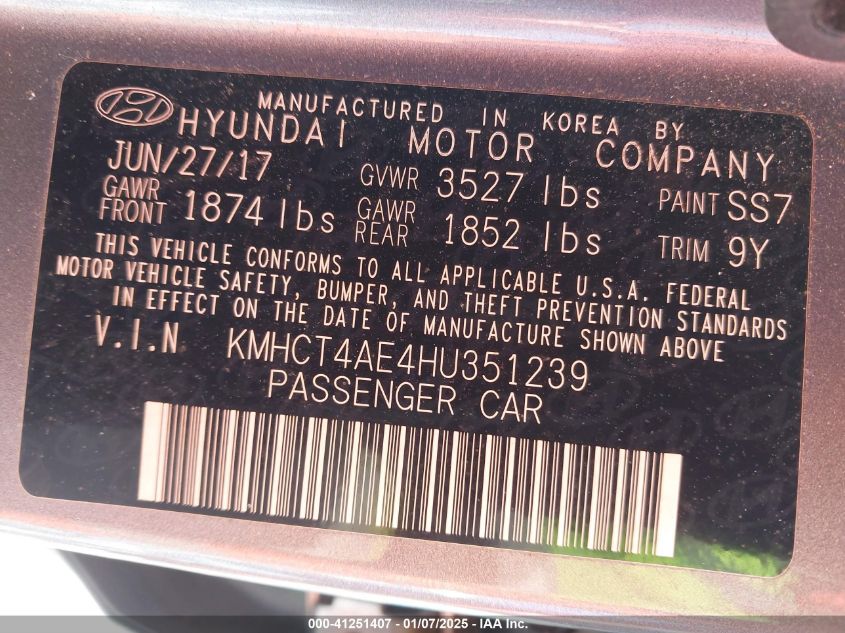 MANUFACTURED IN KOREA BY
HYUNDAI MOTOR COMPANY
JUN/27/17 GVWR 3527 lbs PAINT SS7
GAWR FRONT 1874 lbs GAWR REAR 1852 lbs TRIM 9Y
THIS VEHICLE CONFORMS TO ALL APPLICABLE U.S.A. FEDERAL
MOTOR VEHICLE SAFETY, BUMPER, AND THEFT PREVENTION STANDARDS
IN EFFECT ON THE DATE OF MANUFACTURE SHOWN ABOVE
V.I.N KMHCT4AE4HU351239
PASSENGER CAR
000-41251407 - 01/07/2025 - IAA Inc.